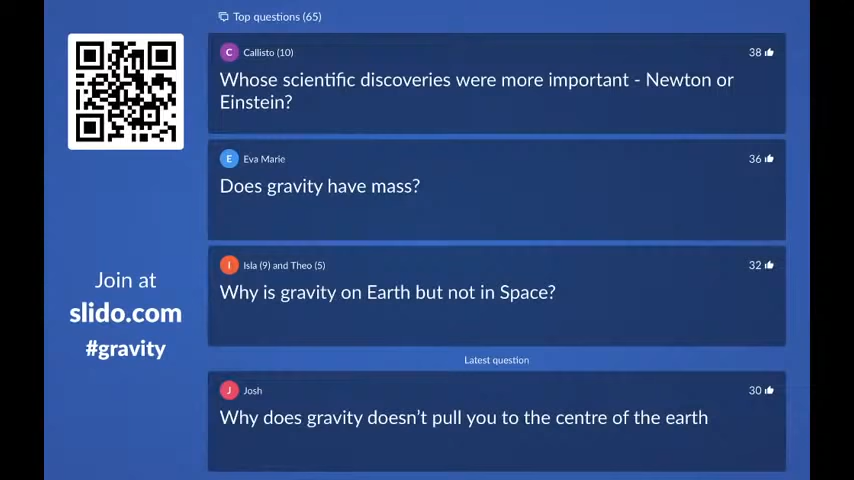 Top questions (65)
C Callisto (10) 38
Whose scientific discoveries were more important - Newton or
Einstein?
E Eva Marie 36
Does gravity have mass?
I Isla (9) and Theo (5) 32
Why is gravity on Earth but not in Space?
Join at
slido.com
#gravity
Latest question
J Josh 30
Why does gravity doesn't pull you to the centre of the earth